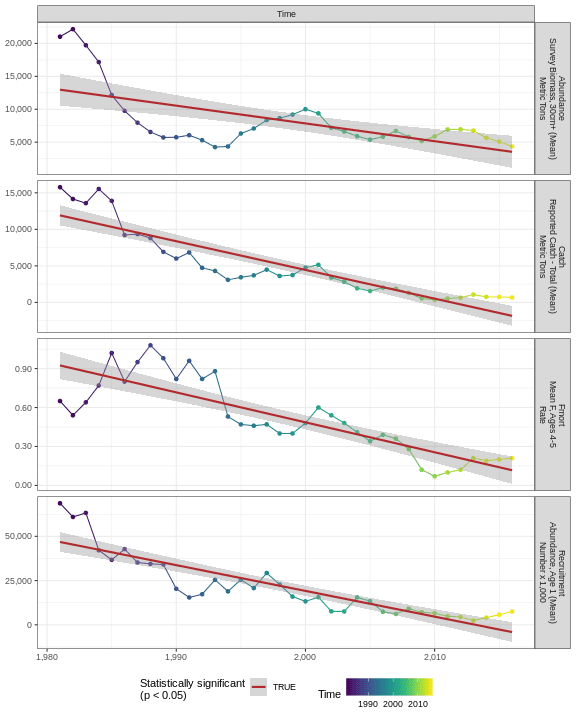 Time
20,000
15,000
10,000
5,000
Abundance
Survey Biomass, 30cm+ (Mean)
Metric Tons
15,000
10,000
5,000
0
Catch
Reported Catch - Total (Mean)
Metric Tons
0.90
0.60
0.30
0.00
Fmort
Mean F, Ages 4-5
Rate
50,000
25,000
0
Recruitment
Abundance, Age 1 (Mean)
Number x 1,000
1,980
1,990
2,000
2,010
Statistically significant
(p < 0.05)
TRUE
Time
1990 2000 2010